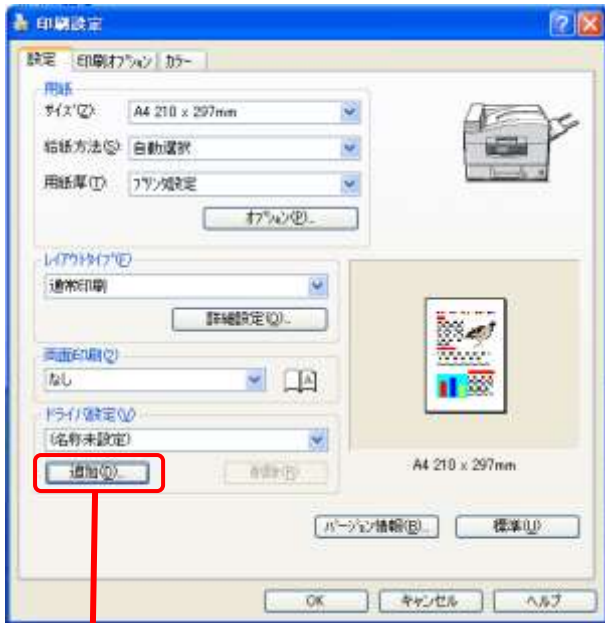 印刷設定
設定 印刷オプション カラー
用紙
サイズ(Z): A4 210 x 297mm
給紙方法(S): 自動選択
用紙厚(T): プリンタ設定
オプション(P)...
レイアウトタイプ(E)
通常印刷
詳細設定(Q)...
両面印刷(2)
なし
ドライバ設定(V)
(名称未設定)
追加(D)...
削除(R)
A4 210 x 297mm
バージョン情報(B)...
標準(U)
OK キャンセル ヘルプ